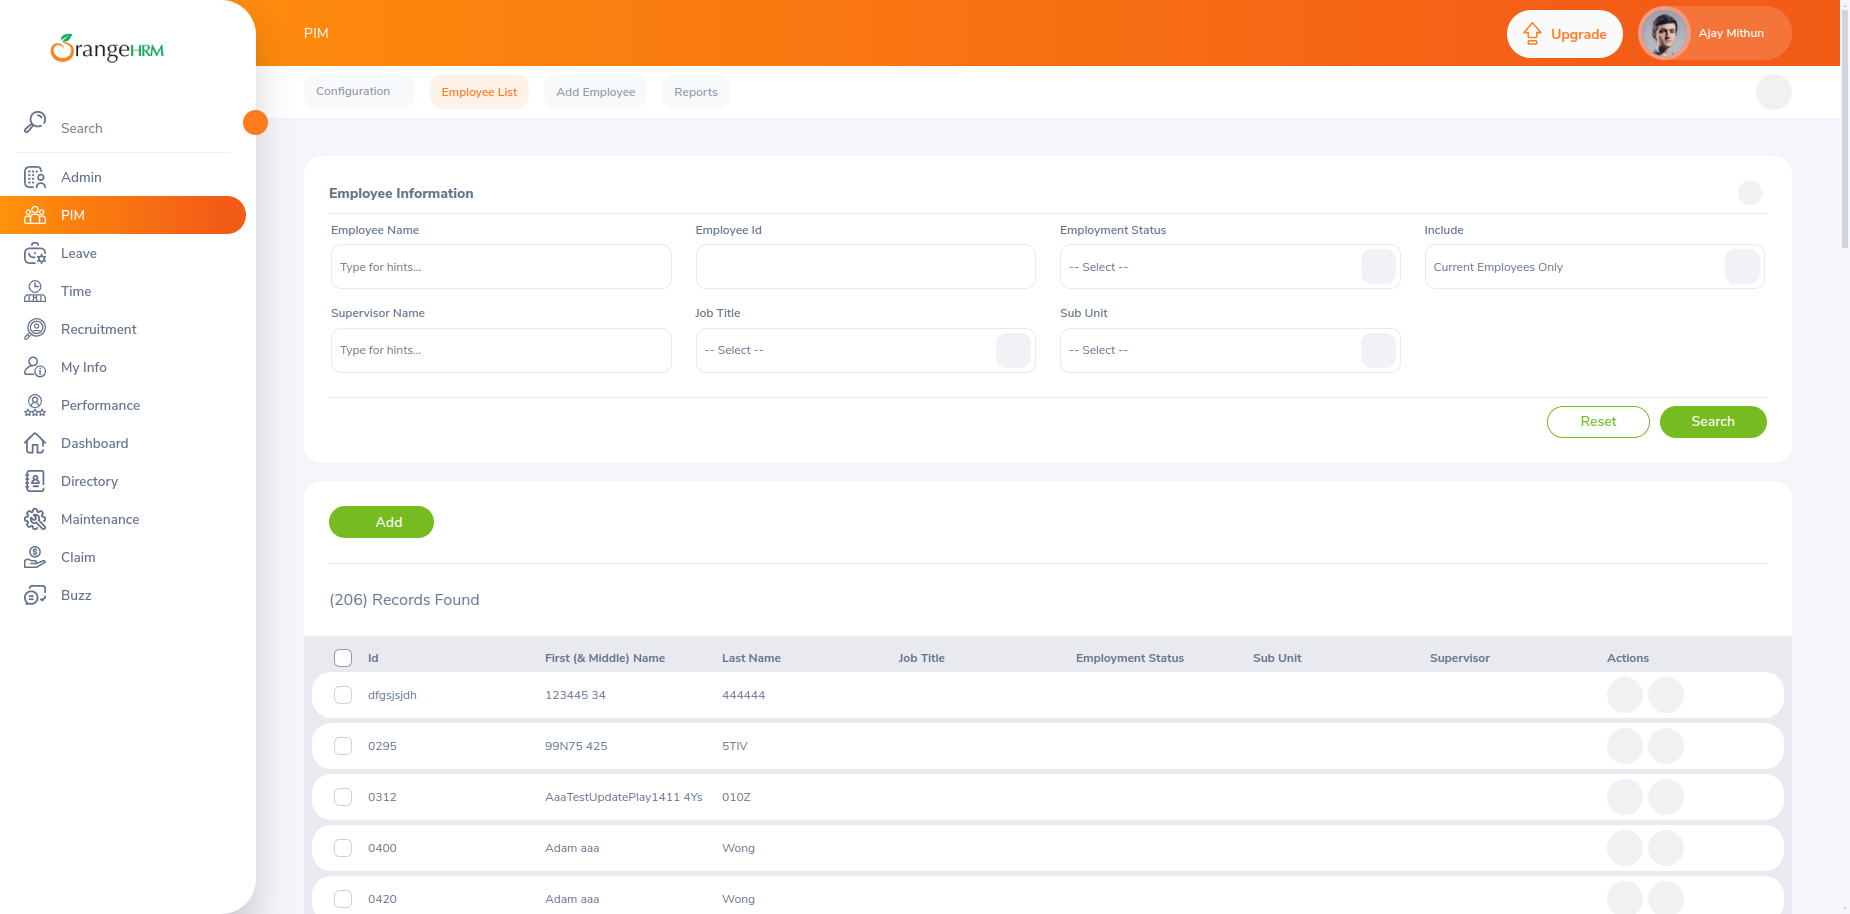 OrangeHRM
PIM
Upgrade
Ajay Mithun
Configuration
Employee List
Add Employee
Reports
Search
Admin
PIM
Leave
Time
Recruitment
My Info
Performance
Dashboard
Directory
Maintenance
Claim
Buzz
Employee Information
Employee Name
Employee Id
Employment Status
Include
Type for hints...
-- Select --
Current Employees Only
Supervisor Name
Job Title
Sub Unit
Type for hints...
-- Select --
-- Select --
Reset
Search
Add
(206) Records Found
Id First (& Middle) Name Last Name Job Title Employment Status Sub Unit Supervisor Actions
dfgsjsjdh 123445 34 444444
0295 99N75 425 5TIV
0312 AaaTestUpdatePlay1411 4Ys 010Z
0400 Adam aaa Wong
0420 Adam aaa Wong